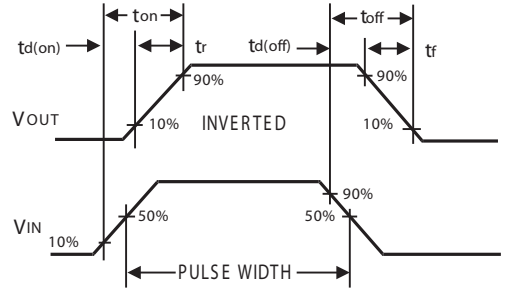 ton toff
td(on) tr td(off) tf
90% 90%
VOUT 10% INVERTED 10%
90%
50% 50%
VIN 10%
PULSE WIDTH